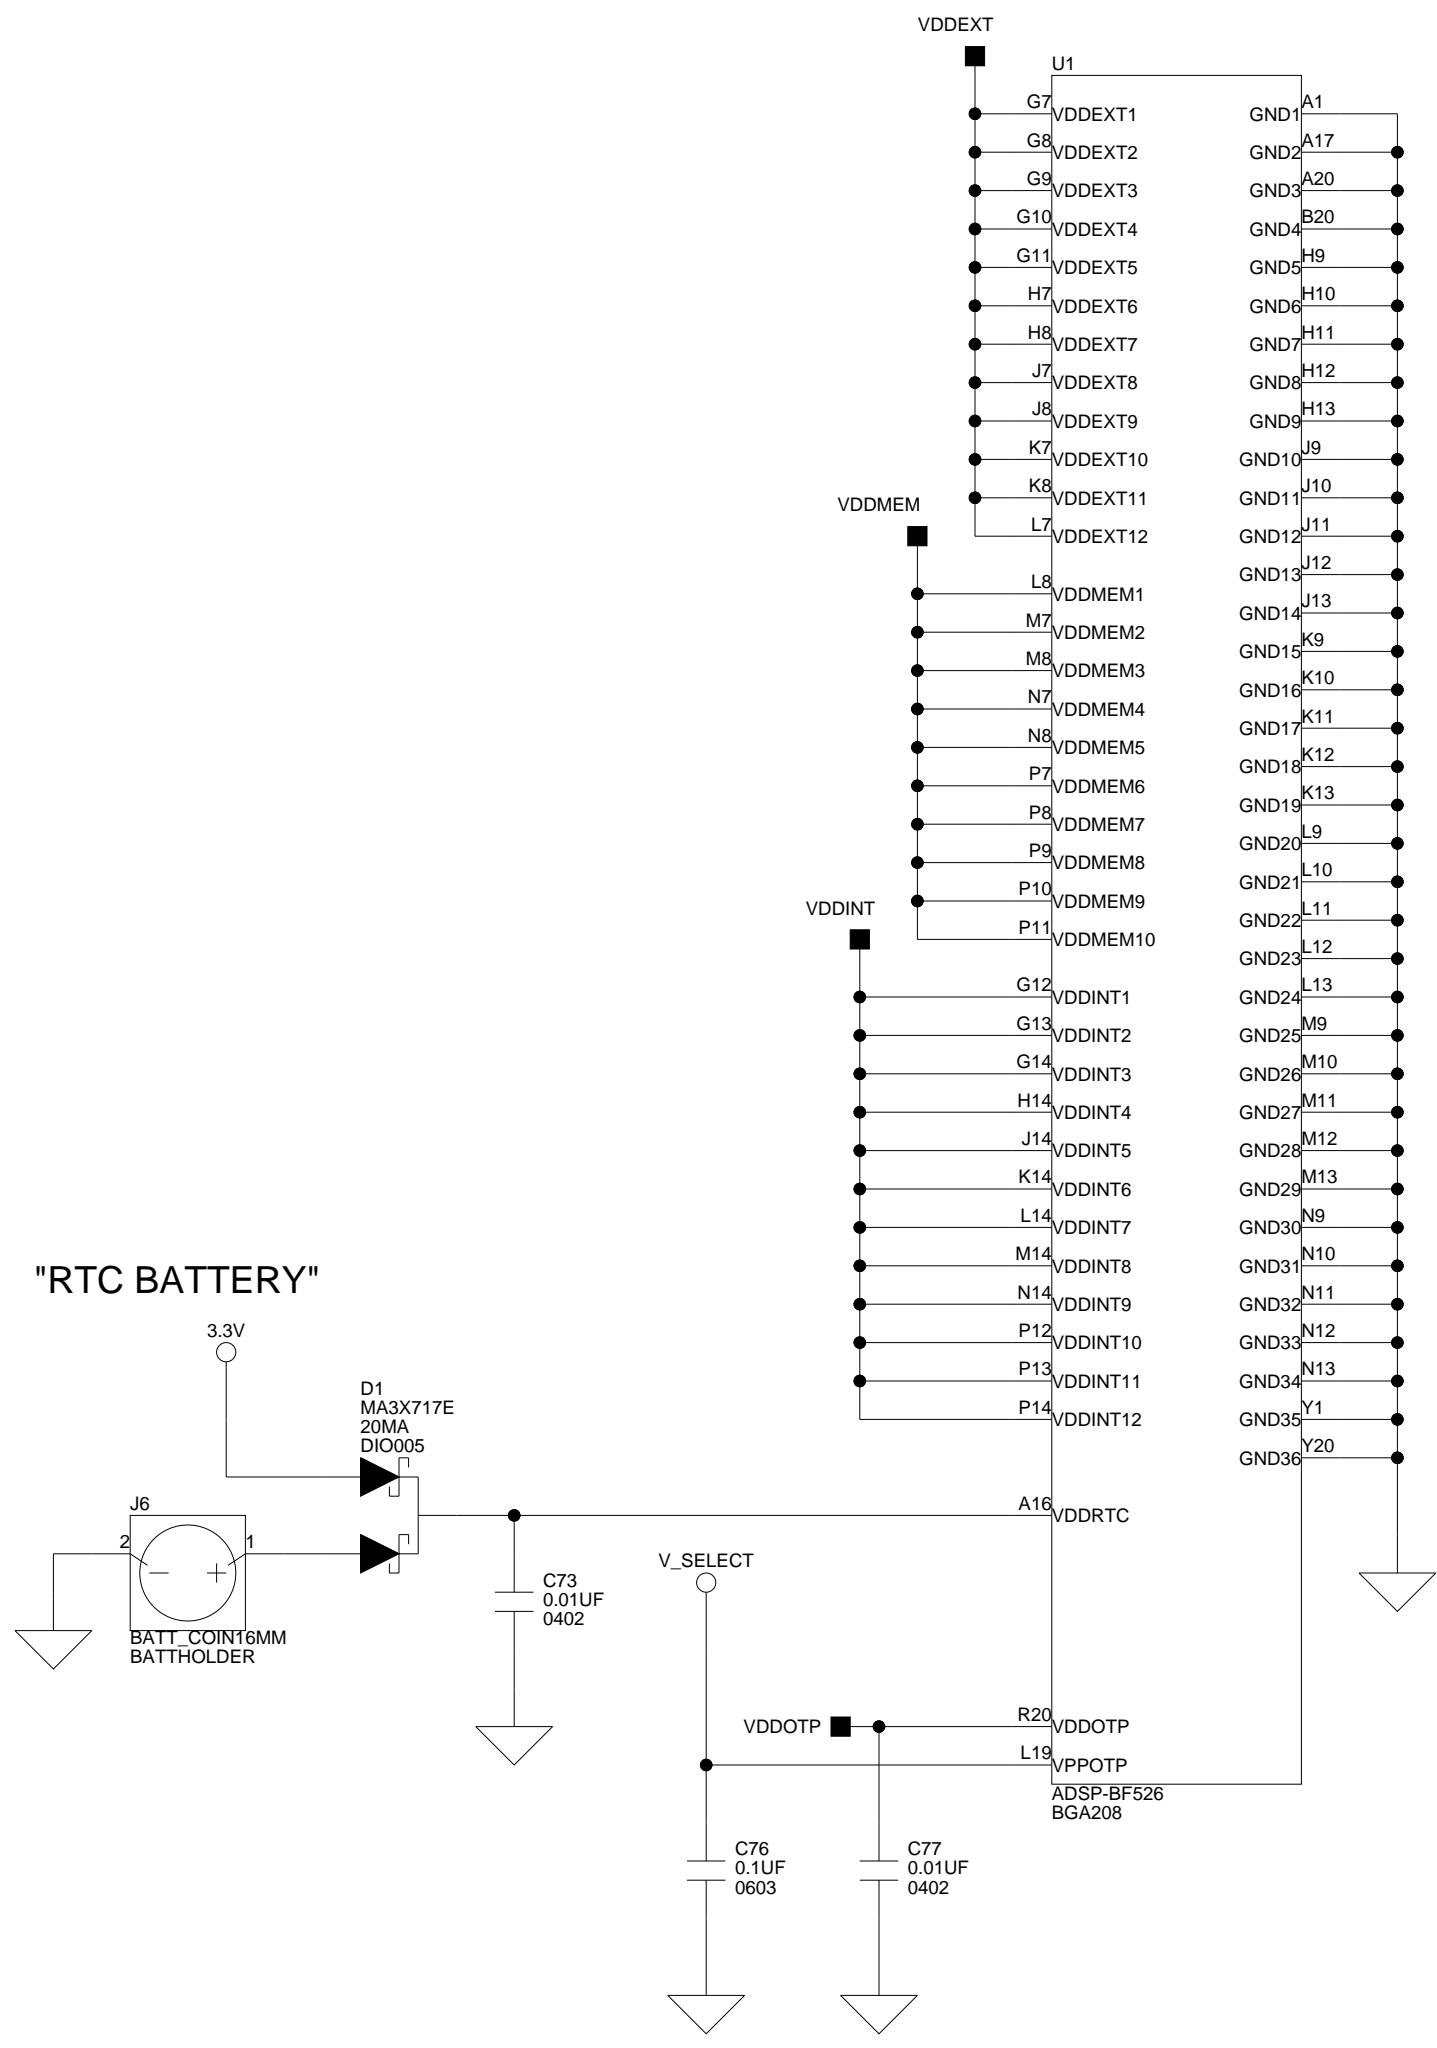 VDDEXT
U1
G7 VDDEXT1 GND1 A1
G8 VDDEXT2 GND2 A17
G9 VDDEXT3 GND3 A20
G10 VDDEXT4 GND4 B20
G11 VDDEXT5 GND5 H9
H7 VDDEXT6 GND6 H10
H8 VDDEXT7 GND7 H11
J7 VDDEXT8 GND8 H12
J8 VDDEXT9 GND9 H13
K7 VDDEXT10 GND10 J9
K8 VDDEXT11 GND11 J10
VDDMEM
L7 VDDEXT12 GND12 J11
GND13 J12
L8 VDDMEM1 GND14 J13
M7 VDDMEM2 GND15 K9
M8 VDDMEM3 GND16 K10
N7 VDDMEM4 GND17 K11
N8 VDDMEM5 GND18 K12
P7 VDDMEM6 GND19 K13
P8 VDDMEM7 GND20 L9
P9 VDDMEM8 GND21 L10
P10 VDDMEM9 GND22 L11
VDDINT
P11 VDDMEM10 GND23 L12
G12 VDDINT1 GND24 L13
G13 VDDINT2 GND25 M9
G14 VDDINT3 GND26 M10
H14 VDDINT4 GND27 M11
J14 VDDINT5 GND28 M12
K14 VDDINT6 GND29 M13
L14 VDDINT7 GND30 N9
M14 VDDINT8 GND31 N10
N14 VDDINT9 GND32 N11
P12 VDDINT10 GND33 N12
P13 VDDINT11 GND34 N13
P14 VDDINT12 GND35 Y1
GND36 Y20
"RTC BATTERY"
3.3V
D1
MA3X717E
20MA
DIO005
J6
2 1
BATT_COIN16MM
BATTHOLDER
A16 VDDRTC
C73
0.01UF
0402
V_SELECT
VDDOTP R20 VDDOTP
L19 VPPOTP
ADSP-BF526
BGA208
C76
0.1UF
0603
C77
0.01UF
0402